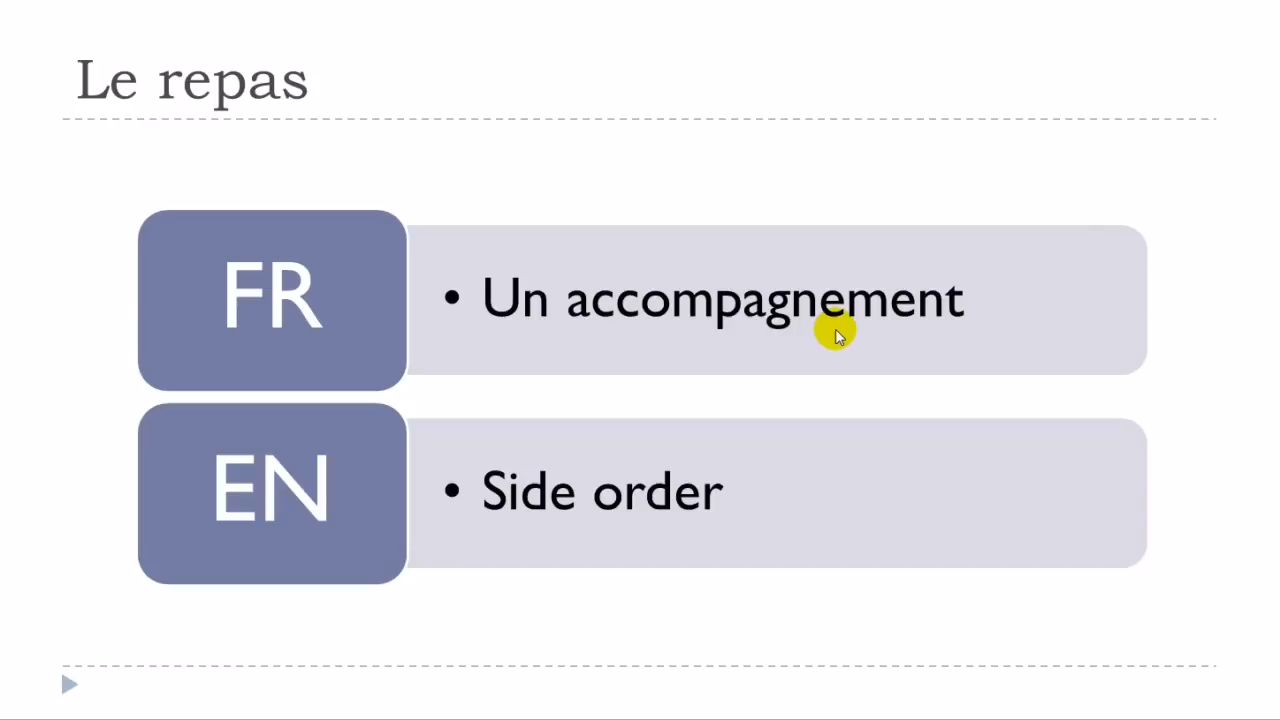 Le repas
FR
• Un accompagnement
EN
• Side order